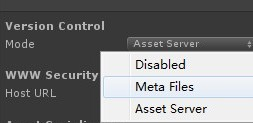 Version Control
Mode Asset Server
Disabled
WWW Security
Meta Files
Host URL
Asset Server